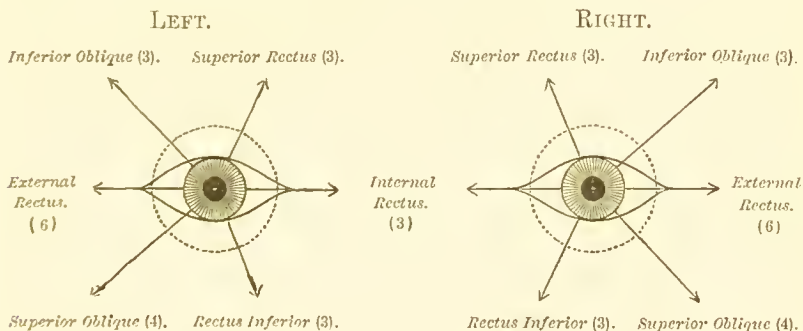 LEFT. RIGHT.
Inferior Oblique (3). Superior Rectus (3). Superior Rectus (3). Inferior Oblique (3).
External Internal External
Rectus. Rectus. Rectus.
(6) (3) (6)
Superior Oblique (4). Rectus Inferior (3). Rectus Inferior (3). Superior Oblique (4).